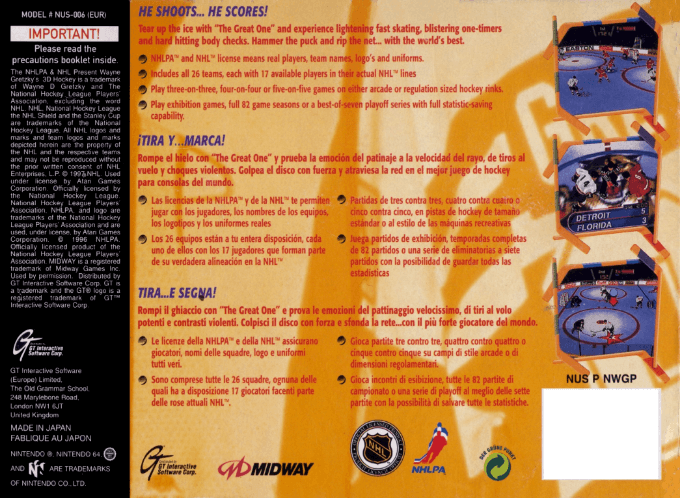 MODEL # NUS-006 (EUR)
IMPORTANT!
Please read the
precautions booklet inside.
The NHLPA & NHL Present Wayne
Gretzky's 3D Hockey is a trademark
of Wayne D Gretzky and The
National Hockey League Players'
Association. excluding the word
NHL. NHL, National Hockey League
the NHL Shield and the Stanley Cup
are trademarks of the National
Hockey League. All NHL logos and
marks and team logos and marks
depicted herein are the property of
the NHL and the respective teams
and may not be reproduced without
the prior written consent of NHL
Enterprises, L.P. © 1997 NHL. Used
under license by Atari Games
Corporation. Officially licensed by
the National Hockey League.
National Hockey League Players'
Association, NHLPA, and logo are
trademarks of the National Hockey
League Players' Association and are
used, under license, by Atari Games
Corporation. © 1996 NHLPA.
Officially licensed product of the
National Hockey League Players'
Association. MIDWAY is a registered
trademark of Midway Games Inc.
Used by permission. Distributed by
GT Interactive Software Corp. GT is
a trademark and the GT® logo is a
registered trademark of GT™
Interactive Software Corp.
GT Interactive
Software Corp.
GT Interactive Software
(Europe) Limited,
The Old Grammar School,
248 Marylebone Road,
London NW1 6JT
United Kingdom
MADE IN JAPAN
FABLIQUE AU JAPON
NINTENDO ®, NINTENDO 64,
AND ARE TRADEMARKS
OF NINTENDO CO., LTD.
HE SHOOTS... HE SCORES!
Tear up the ice with "The Great One" and experience lightening fast skating, blistering one-timers
and hard hitting body checks. Hammer the puck and rip the net... with the world's best.
NHLPA™ and NHL™ license means real players, team names, logo's and uniforms.
Includes all 26 teams, each with 17 available players in their actual NHL™ lines
Play three-on-three, four-on-four or five-on-five games on either arcade or regulation sized hockey rinks.
Play exhibition games, full 82 game seasons or a best-of-seven playoff series with full statistic-saving
capability.
¡TIRA Y...MARCA!
Rompe el hielo con "The Great One" y prueba la emoción del patinaje a la velocidad del rayo, de tiros al
vuelo y choques violentos. Golpea el disco con fuerza y atraviesa la red en el mejor juego de hockey
para consolas del mundo.
Las licencias de la NHLPA™ y de la NHL™ te permiten
jugar con los jugadores, los nombres de los equipos,
los logotipos y los uniformes reales
Los 26 equipos están a tu entera disposición, cada
uno de ellos con los 17 jugadores que forman parte
de su verdadera alineación en la NHL™
Partidas de tres contra tres, cuatro contra cuatro o
cinco contra cinco, en pistas de hockey de tamaño
estándar o al estilo de las máquinas recreativas
Juega partidos de exhibición, temporadas completas
de 82 partidos o una serie de eliminatorias a siete
partidos con la posibilidad de guardar todas las
estadísticas
TIRA...E SEGNA!
Rompi il ghiaccio con "The Great One" e prova le emozioni del pattinaggio velocissimo, di tiri al volo
potenti e contrasti violenti. Colpisci il disco con forza e sfonda la rete...con il più forte giocatore del mondo.
Le licenze della NHLPA™ e della NHL™ assicurano
giocatori, nomi delle squadre, logo e uniformi
tutti veri.
Sono comprese tutte le 26 squadre, ognuna delle
quali ha a disposizione 17 giocatori facenti parte
delle rose attuali NHL™.
Gioca partite tre contro tre, quattro contro quattro o
cinque contro cinque su campi di stile arcade o di
dimensioni regolamentari.
Gioca incontri di esibizione, tutte le 82 partite di
campionato o una serie di playoff al meglio delle sette
partite con la possibilità di salvare tutte le statistiche.
GT Interactive
Software Corp.
MIDWAY
NHL
NHLPA
DER GRÜNE PUNKT
EASTON
DETROIT 5
FLORIDA 3
NUS P NWGP